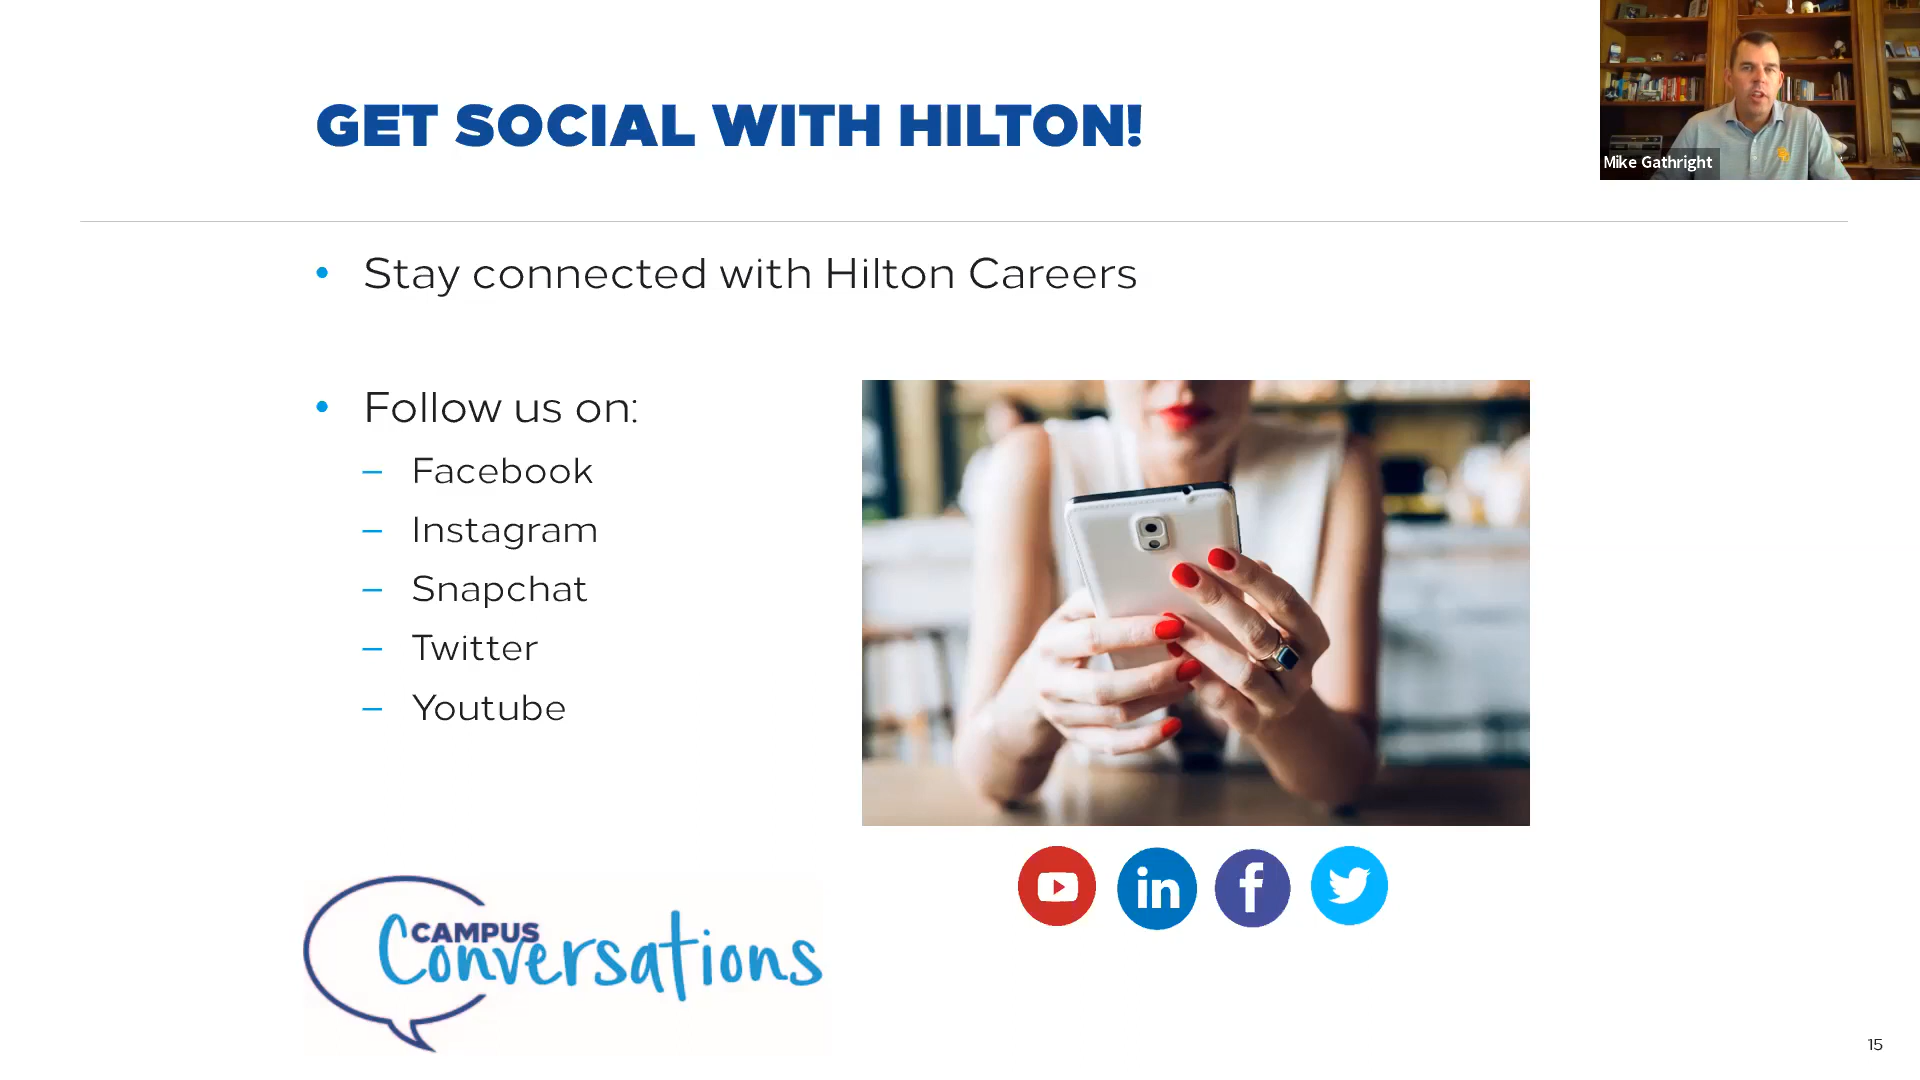 GET SOCIAL WITH HILTON!
Mike Gathright
• Stay connected with Hilton Careers
• Follow us on:
– Facebook
– Instagram
– Snapchat
– Twitter
– Youtube
in
f
CAMPUS
Conversations
15